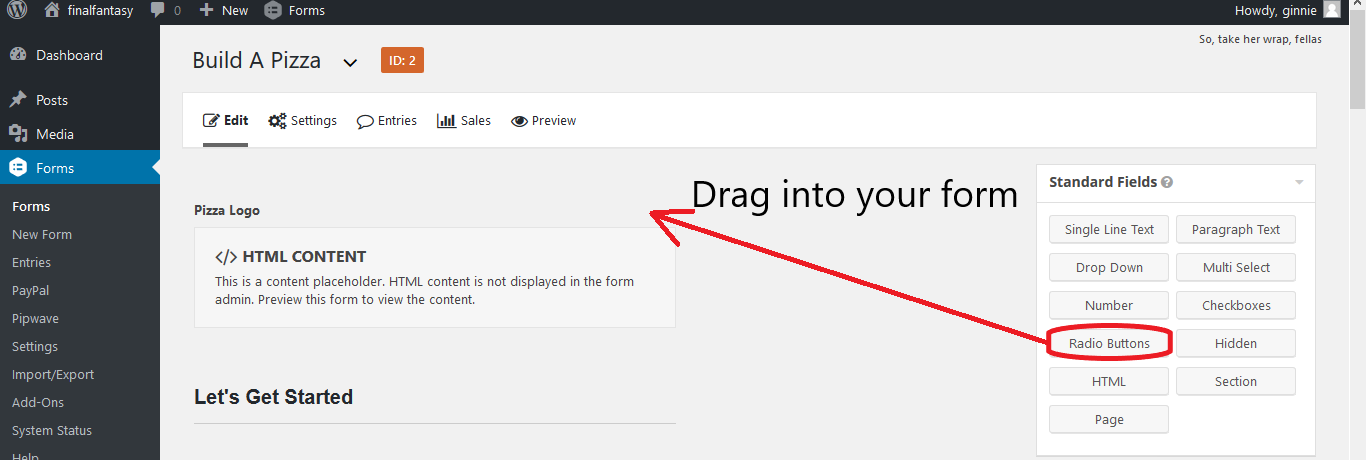 finalfantasy 0 New Forms Howdy, ginnie
So, take her wrap, fellas
Dashboard
Posts
Media
Forms
Forms
New Form
Entries
PayPal
Pipwave
Settings
Import/Export
Add-Ons
System Status
Help
Build A Pizza ID: 2
Edit Settings Entries Sales Preview
Drag into your form
Pizza Logo
</> HTML CONTENT
This is a content placeholder. HTML content is not displayed in the form
admin. Preview this form to view the content.
Let's Get Started
Standard Fields ?
Single Line Text Paragraph Text
Drop Down Multi Select
Number Checkboxes
Radio Buttons Hidden
HTML Section
Page